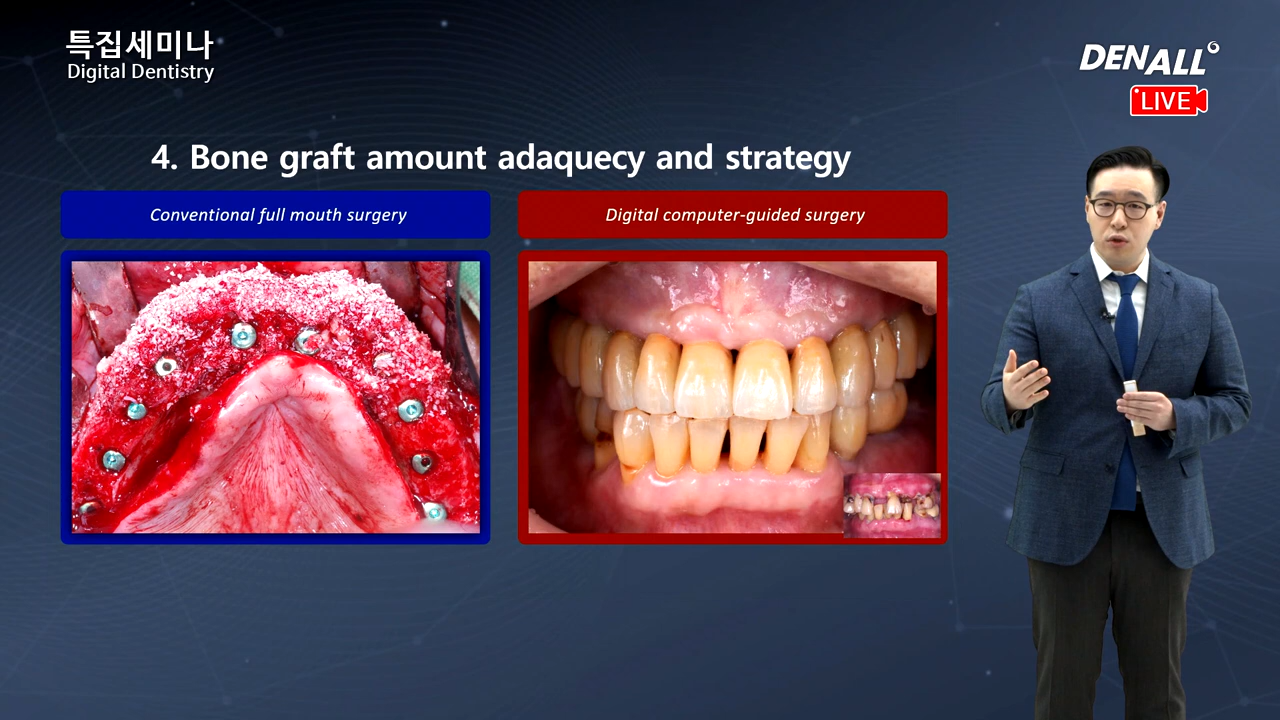 특집세미나
Digital Dentistry
DENALL
LIVE
4. Bone graft amount adaquecy and strategy
Conventional full mouth surgery
Digital computer-guided surgery